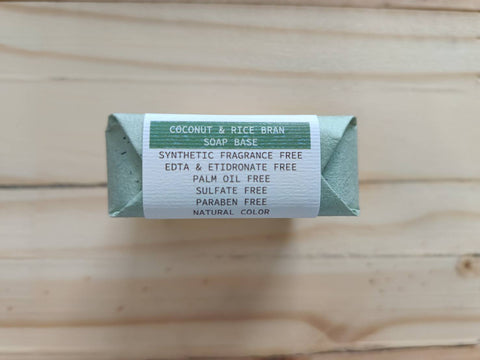 COCONUT & RICE BRAN
SOAP BASE
SYNTHETIC FRAGRANCE FREE
EDTA & ETIDRONATE FREE
PALM OIL FREE
SULFATE FREE
PARABEN FREE
NATURAL COLOR